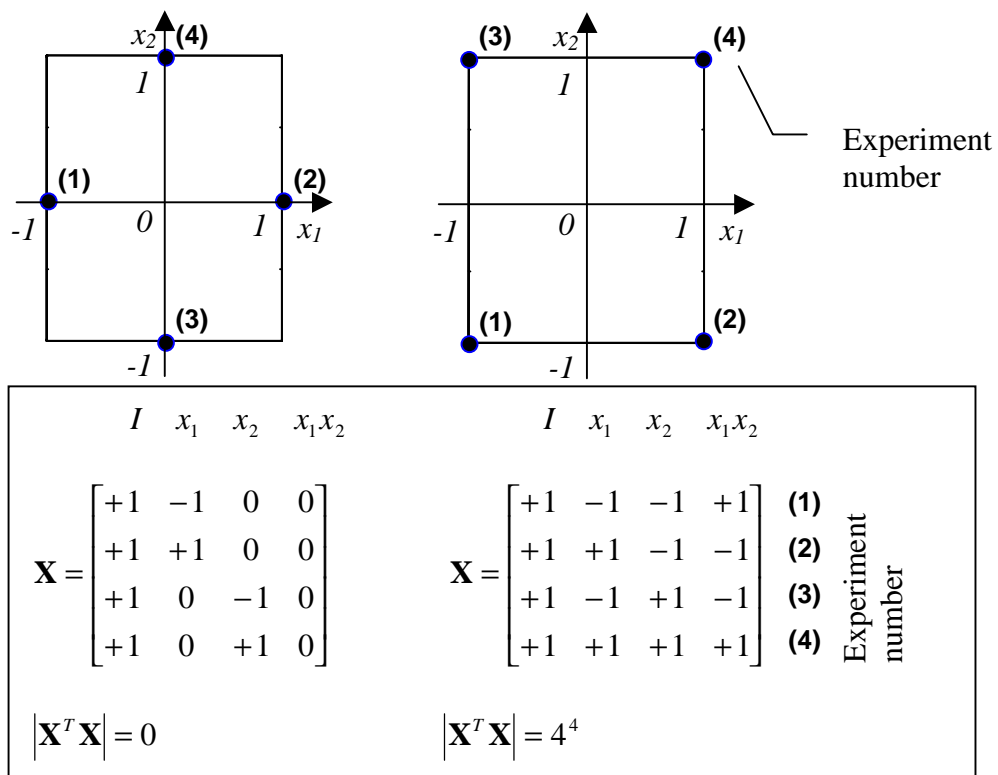 x2 (4)
1
(1) (2)
-1 0 1 x1
(3)
-1
(3) x2 (4)
1
Experiment
number
-1 0 1 x1
(1) (2)
-1
I x1 x2 x1x2
X = [+1 -1 0 0
+1 +1 0 0
+1 0 -1 0
+1 0 +1 0]
|X^T X| = 0
I x1 x2 x1x2
X = [+1 -1 -1 +1] (1)
+1 +1 -1 -1 (2)
+1 -1 +1 -1 (3)
+1 +1 +1 +1 (4)
Experiment
number
|X^T X| = 4^4